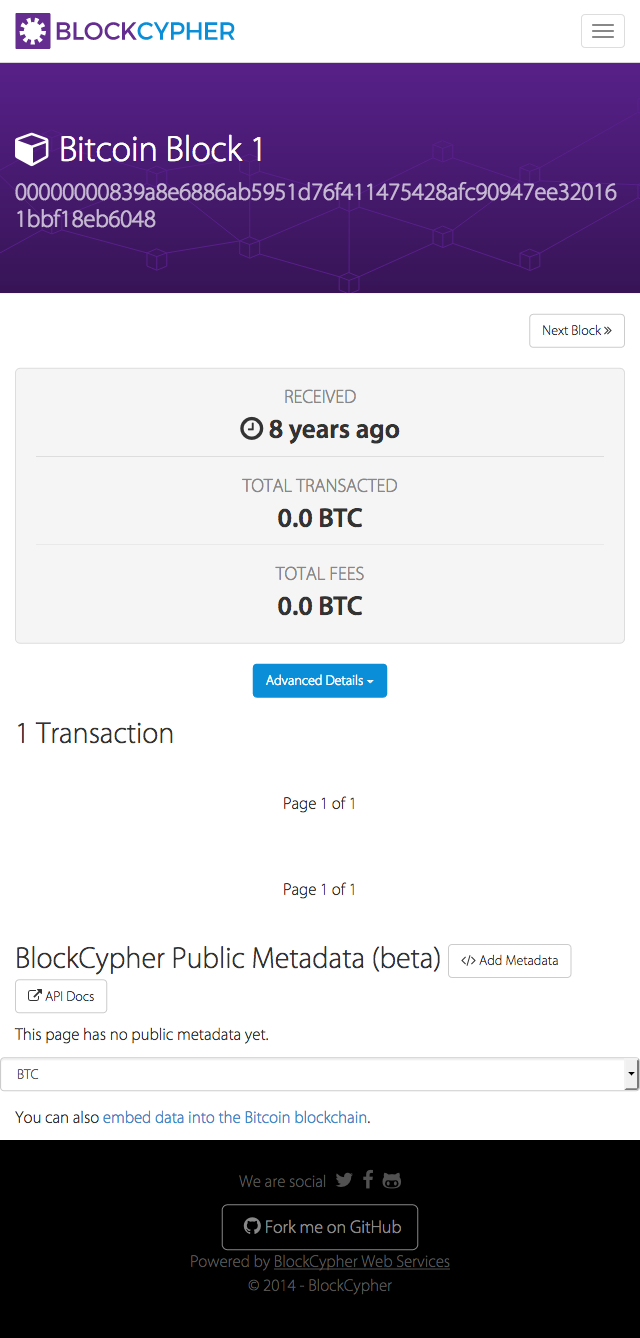 BLOCKCYPHER
Bitcoin Block 1
00000000839a8e6886ab5951d76f411475428afc90947ee32016
1bbf18eb6048
Next Block »
RECEIVED
8 years ago
TOTAL TRANSACTED
0.0 BTC
TOTAL FEES
0.0 BTC
Advanced Details
1 Transaction
Page 1 of 1
Page 1 of 1
BlockCypher Public Metadata (beta) </> Add Metadata
API Docs
This page has no public metadata yet.
BTC
You can also embed data into the Bitcoin blockchain.
We are social
Fork me on GitHub
Powered by BlockCypher Web Services
© 2014 - BlockCypher